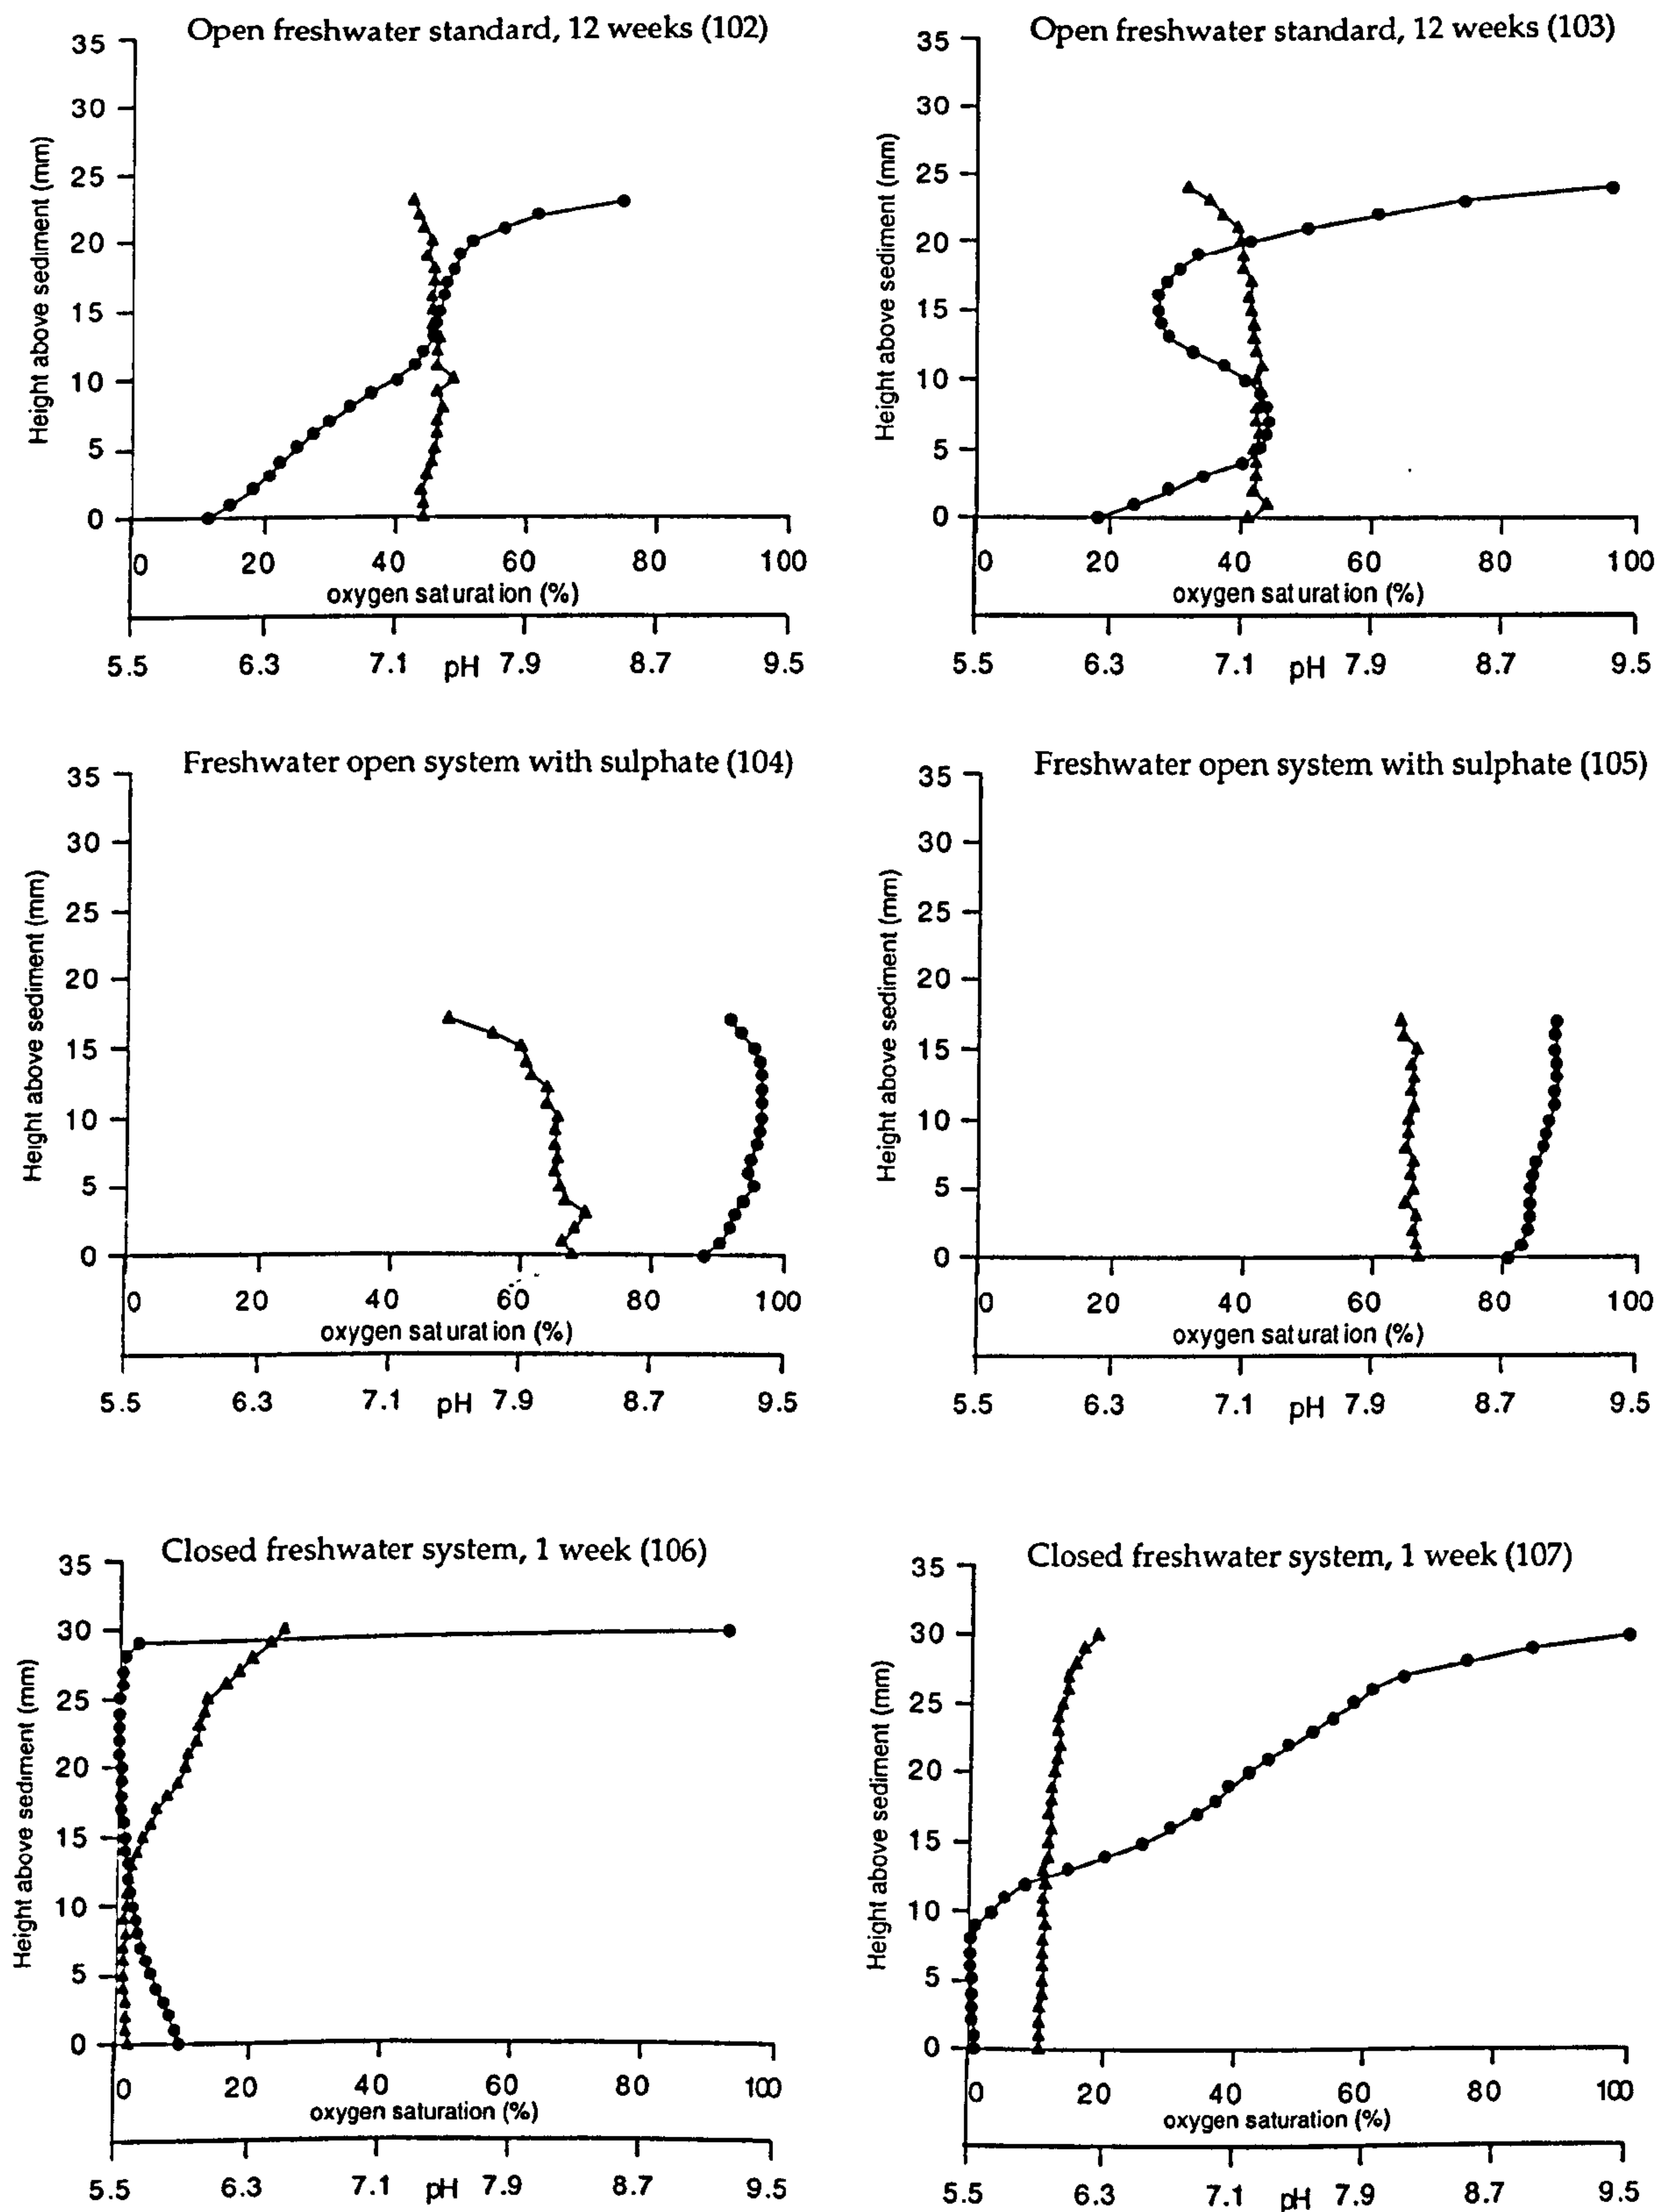 Open freshwater standard, 12 weeks (102)
35
30
25
20
15
10
5
0
Height above sediment (mm)
0 20 40 60 80 100
oxygen saturation (%)
5.5 6.3 7.1 pH 7.9 8.7 9.5
Open freshwater standard, 12 weeks (103)
35
30
25
20
15
10
5
0
Height above sediment (mm)
0 20 40 60 80 100
oxygen saturation (%)
5.5 6.3 7.1 pH 7.9 8.7 9.5
Freshwater open system with sulphate (104)
35
30
25
20
15
10
5
0
Height above sediment (mm)
0 20 40 60 80 100
oxygen saturation (%)
5.5 6.3 7.1 pH 7.9 8.7 9.5
Freshwater open system with sulphate (105)
35
30
25
20
15
10
5
0
Height above sediment (mm)
0 20 40 60 80 100
oxygen saturation (%)
5.5 6.3 7.1 pH 7.9 8.7 9.5
Closed freshwater system, 1 week (106)
35
30
25
20
15
10
5
0
Height above sediment (mm)
0 20 40 60 80 100
oxygen saturation (%)
5.5 6.3 7.1 pH 7.9 8.7 9.5
Closed freshwater system, 1 week (107)
35
30
25
20
15
10
5
0
Height above sediment (mm)
0 20 40 60 80 100
oxygen saturation (%)
5.5 6.3 7.1 pH 7.9 8.7 9.5